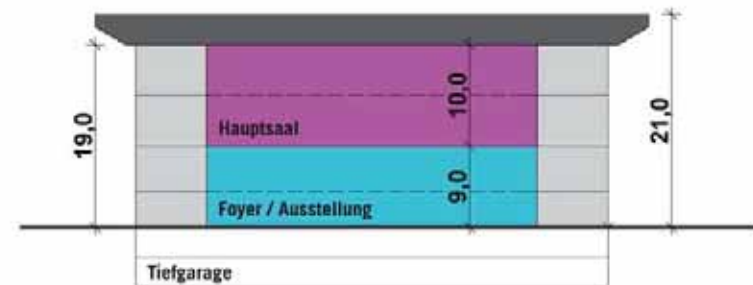 19,0
Hauptsaal
10,0
21,0
Foyer / Ausstellung
9,0
Tiefgarage